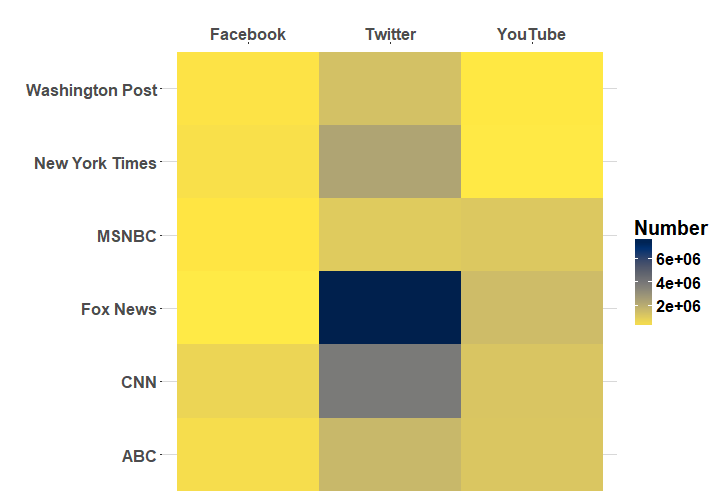 Facebook Twitter YouTube
Washington Post
New York Times
MSNBC
Fox News
CNN
ABC
Number
6e+06
4e+06
2e+06